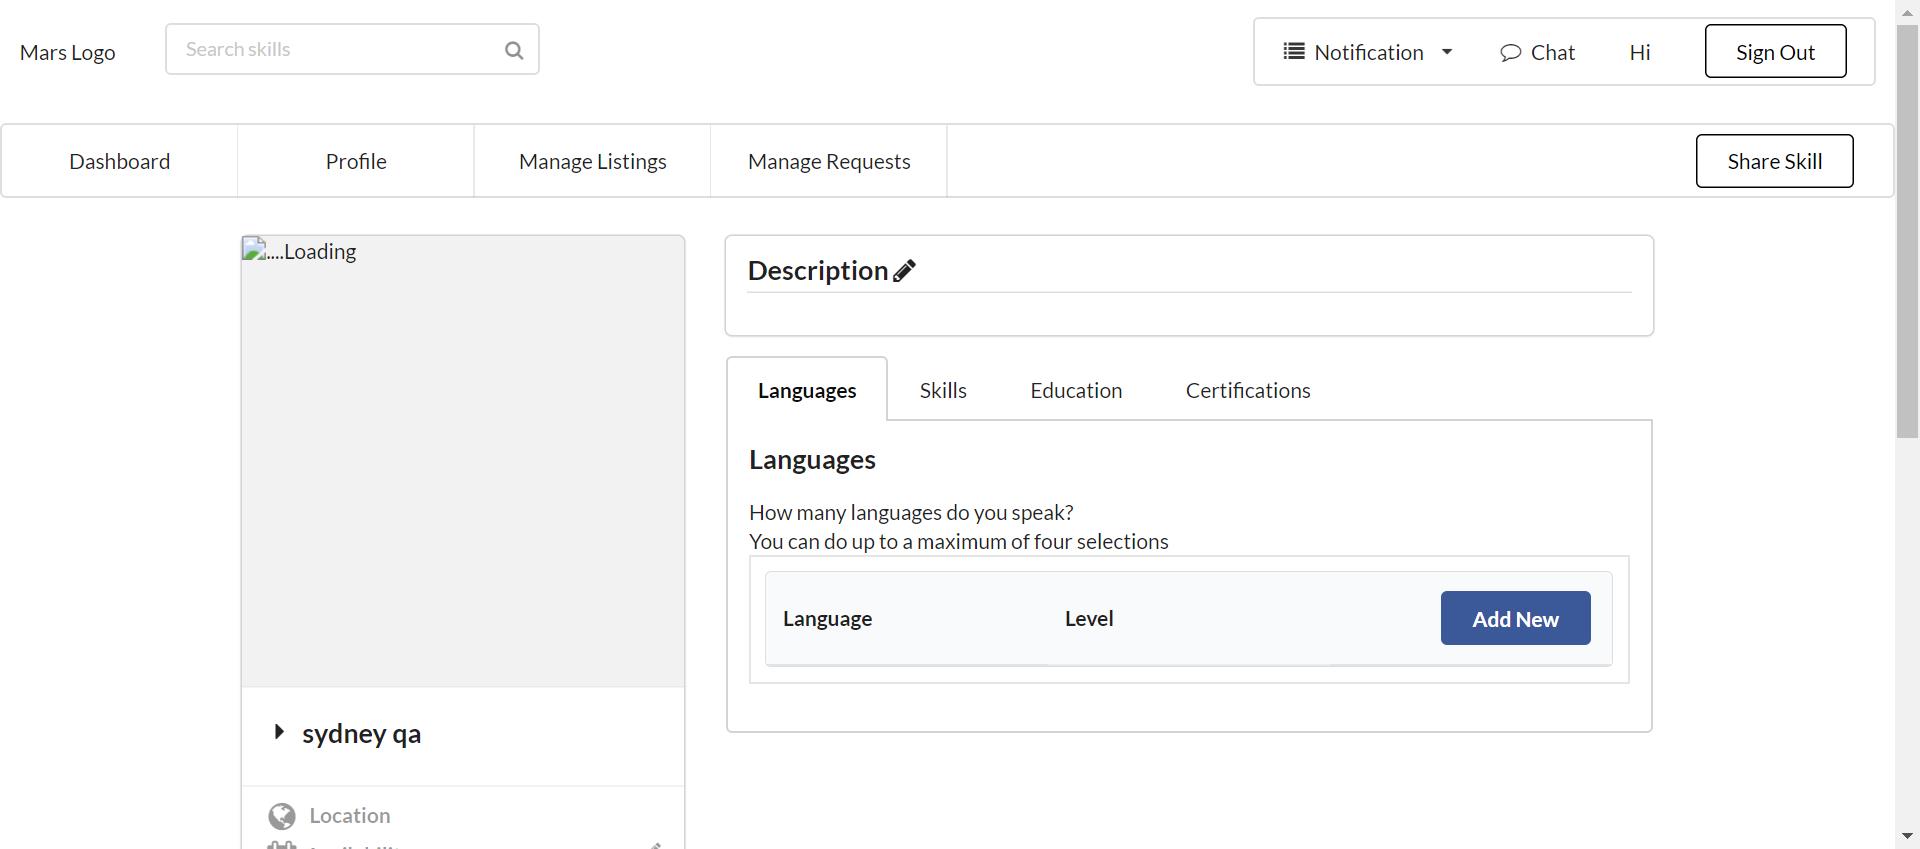 Mars Logo
Search skills
Notification
Chat
Hi
Sign Out
Dashboard
Profile
Manage Listings
Manage Requests
Share Skill
....Loading
Description
Languages
Skills
Education
Certifications
Languages
How many languages do you speak?
You can do up to a maximum of four selections
Language
Level
Add New
sydney qa
Location